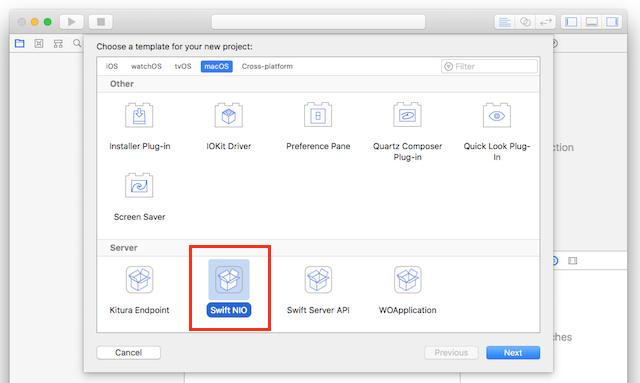 Choose a template for your new project:
iOS watchOS tvOS macOS Cross-platform Filter
Other
Installer Plug-in IOKit Driver Preference Pane Quartz Composer Plug-in Quick Look Plug-In
Screen Saver
ction
Server
Kitura Endpoint Swift NIO Swift Server API WOApplication
ches
Cancel Previous Next